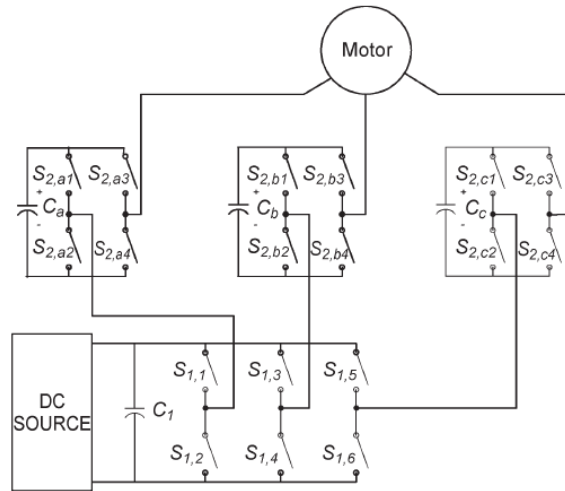 Motor
S2,a1 S2,a3
S2,b1 S2,b3
S2,c1 S2,c3
+ Ca -
+ Cb -
+ Cc -
S2,a2 S2,a4
S2,b2 S2,b4
S2,c2 S2,c4
DC
SOURCE
C1
S1,1 S1,3 S1,5
S1,2 S1,4 S1,6